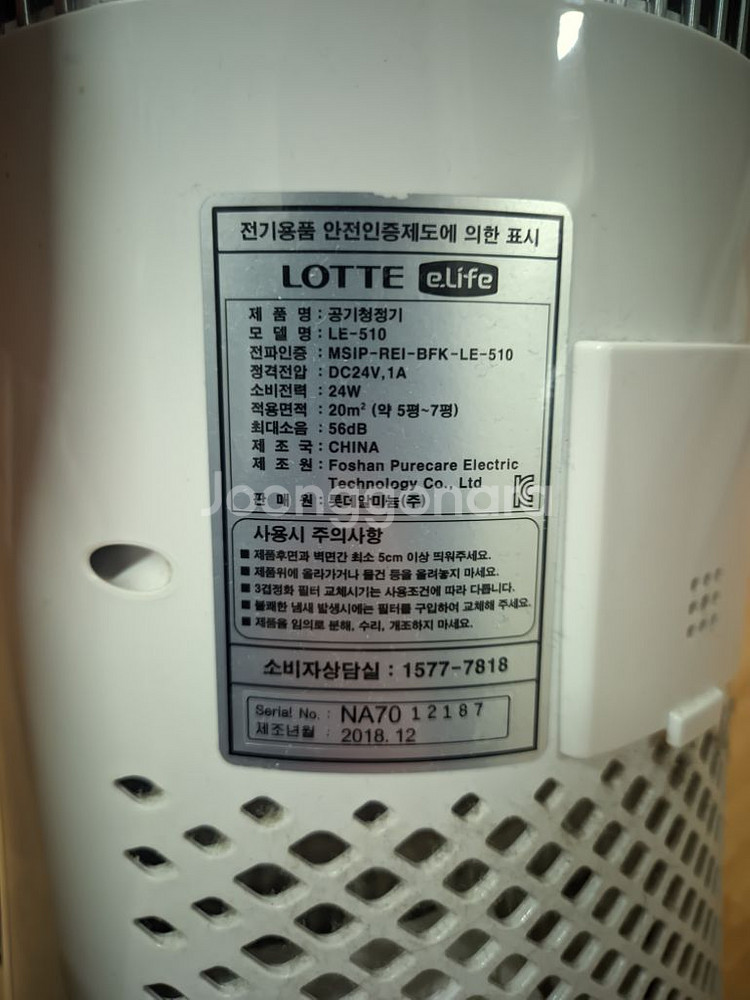 전기용품 안전인증제도에 의한 표시
LOTTE e.Life
제 품 명 : 공기청정기
모 델 명 : LE-510
전파인증 : MSIP-REI-BFK-LE-510
정격전압 : DC24V,1A
소비전력 : 24W
적용면적 : 20m² (약 5평~7평)
최대소음 : 56dB
제 조 국 : CHINA
제 조 원 : Foshan Purecare Electric
Technology Co., Ltd
판 매 원 : 롯데알미늄(주)
Joonggonara
사용시 주의사항
■ 제품후면과 벽면간 최소 5cm 이상 띄워주세요.
■ 제품위에 올라가거나 물건 등을 올려놓지 마세요.
■ 3겹정화 필터 교체시기는 사용조건에 따라 다릅니다.
■ 불쾌한 냄새 발생시에는 필터를 구입하여 교체해 주세요.
■ 제품을 임의로 분해, 수리, 개조하지 마세요.
소비자상담실 : 1577-7818
Serial No. : NA70 12187
제조년월 : 2018. 12